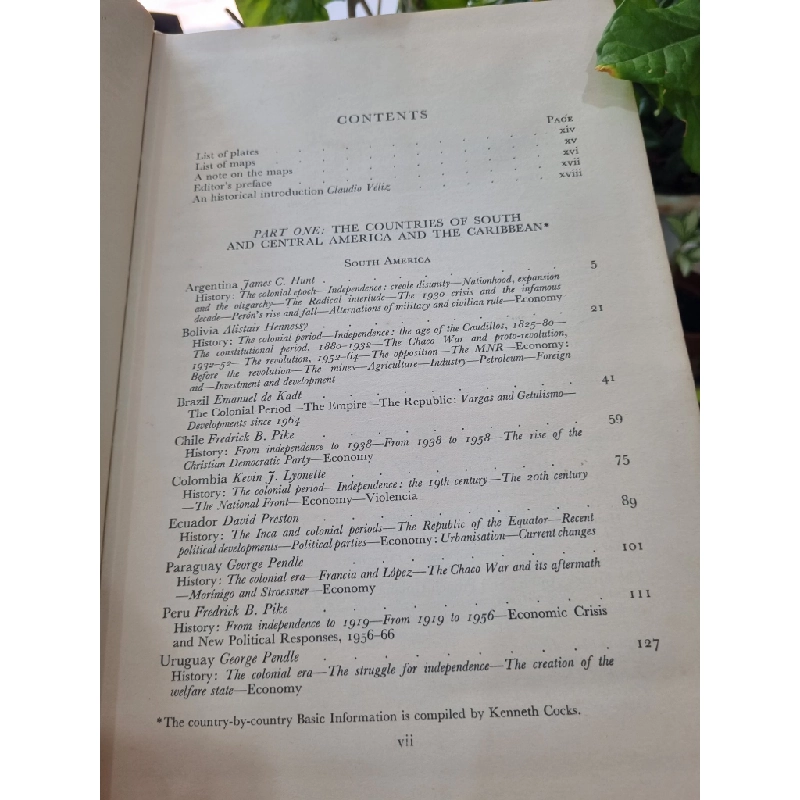 CONTENTS
PAGE
List of plates xiv
List of maps xv
A note on the maps xvi
Editor's preface xvii
An historical introduction Claudio Veliz xviii
PART ONE: THE COUNTRIES OF SOUTH
AND CENTRAL AMERICA AND THE CARIBBEAN*
SOUTH AMERICA
Argentina James C. Hunt 5
History: The colonial epoch—Independence: creole disunity—Nationhood, expansion
and the oligarchy—The Radical interlude—The 1930 crisis and the infamous
decade—Perón's rise and fall—Alternations of military and civilian rule—Economy
Bolivia Alistair Hennessy 21
History: The colonial period—Independence: the age of the Caudillos, 1825-80—
The constitutional period, 1880-1932—The Chaco War and proto-revolution,
1932-52—The revolution, 1952-64—The opposition—The MNR—Economy:
Before the revolution—The mines—Agriculture—Industry—Petroleum—Foreign
aid—Investment and development
Brazil Emanuel de Kadt 41
The Colonial Period—The Empire—The Republic: Vargas and Getulismo—
Developments since 1964
Chile Fredrick B. Pike 59
History: From independence to 1938—From 1938 to 1958—The rise of the
Christian Democratic Party—Economy
Colombia Kevin J. Lyonette 75
History: The colonial period—Independence: the 19th century—The 20th century
—The National Front—Economy—Violencia
Ecuador David Preston 89
History: The Inca and colonial periods—The Republic of the Equator—Recent
political developments—Political parties—Economy: Urbanisation—Current changes
Paraguay George Pendle 101
History: The colonial era—Francia and López—The Chaco War and its aftermath
—Morínigo and Stroessner—Economy
Peru Fredrick B. Pike 111
History: From independence to 1919—From 1919 to 1956—Economic Crisis
and New Political Responses, 1956-66
Uruguay George Pendle 127
History: The colonial era—The struggle for independence—The creation of the
welfare state—Economy
*The country-by-country Basic Information is compiled by Kenneth Cocks.
vii